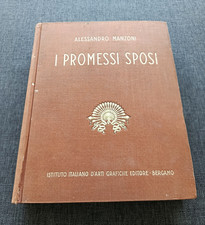 ALESSANDRO MANZONI
I PROMESSI SPOSI
ISTITUTO ITALIANO D'ARTI GRAFICHE EDITORE - BERGAMO